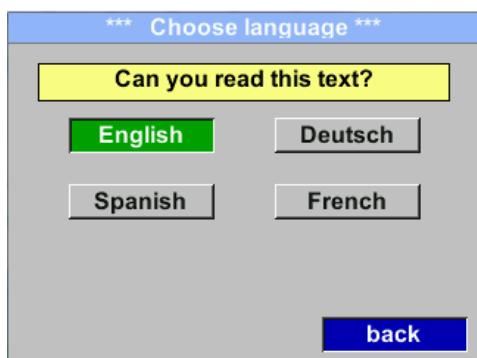 *** Choose language ***
Can you read this text?
English Deutsch
Spanish French
back